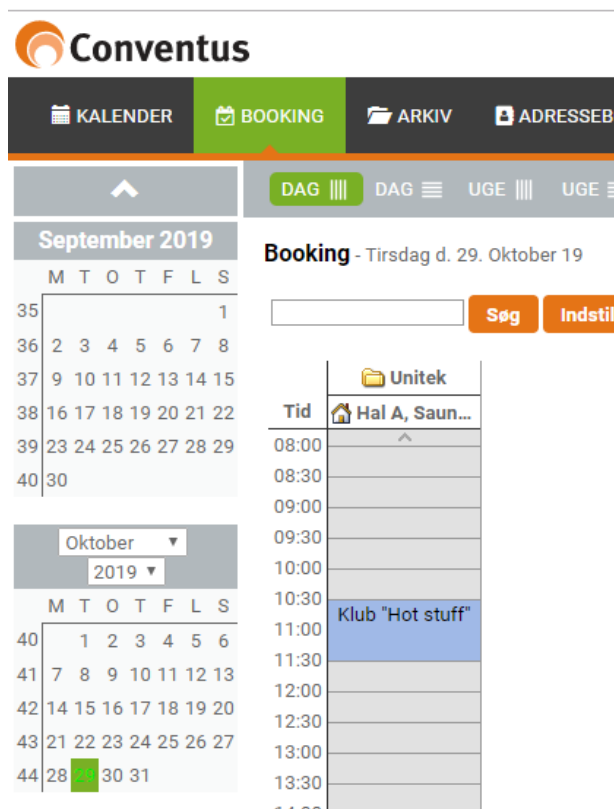 Conventus
KALENDER BOOKING ARKIV ADRESSEB
DAG DAG UGE UGE
September 2019
M T O T F L S
35 1
36 2 3 4 5 6 7 8
37 9 10 11 12 13 14 15
38 16 17 18 19 20 21 22
39 23 24 25 26 27 28 29
40 30
Oktober
2019
M T O T F L S
40 1 2 3 4 5 6
41 7 8 9 10 11 12 13
42 14 15 16 17 18 19 20
43 21 22 23 24 25 26 27
44 28 29 30 31
Booking - Tirsdag d. 29. Oktober 19
Søg Indstil
Unitek
Tid Hal A, Saun...
08:00
08:30
09:00
09:30
10:00
10:30
Klub "Hot stuff"
11:00
11:30
12:00
12:30
13:00
13:30